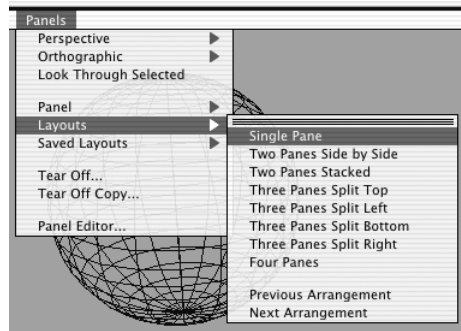 Panels
Perspective
Orthographic
Look Through Selected
Panel
Layouts
Saved Layouts
Tear Off...
Tear Off Copy...
Panel Editor...
Single Pane
Two Panes Side by Side
Two Panes Stacked
Three Panes Split Top
Three Panes Split Left
Three Panes Split Bottom
Three Panes Split Right
Four Panes
Previous Arrangement
Next Arrangement